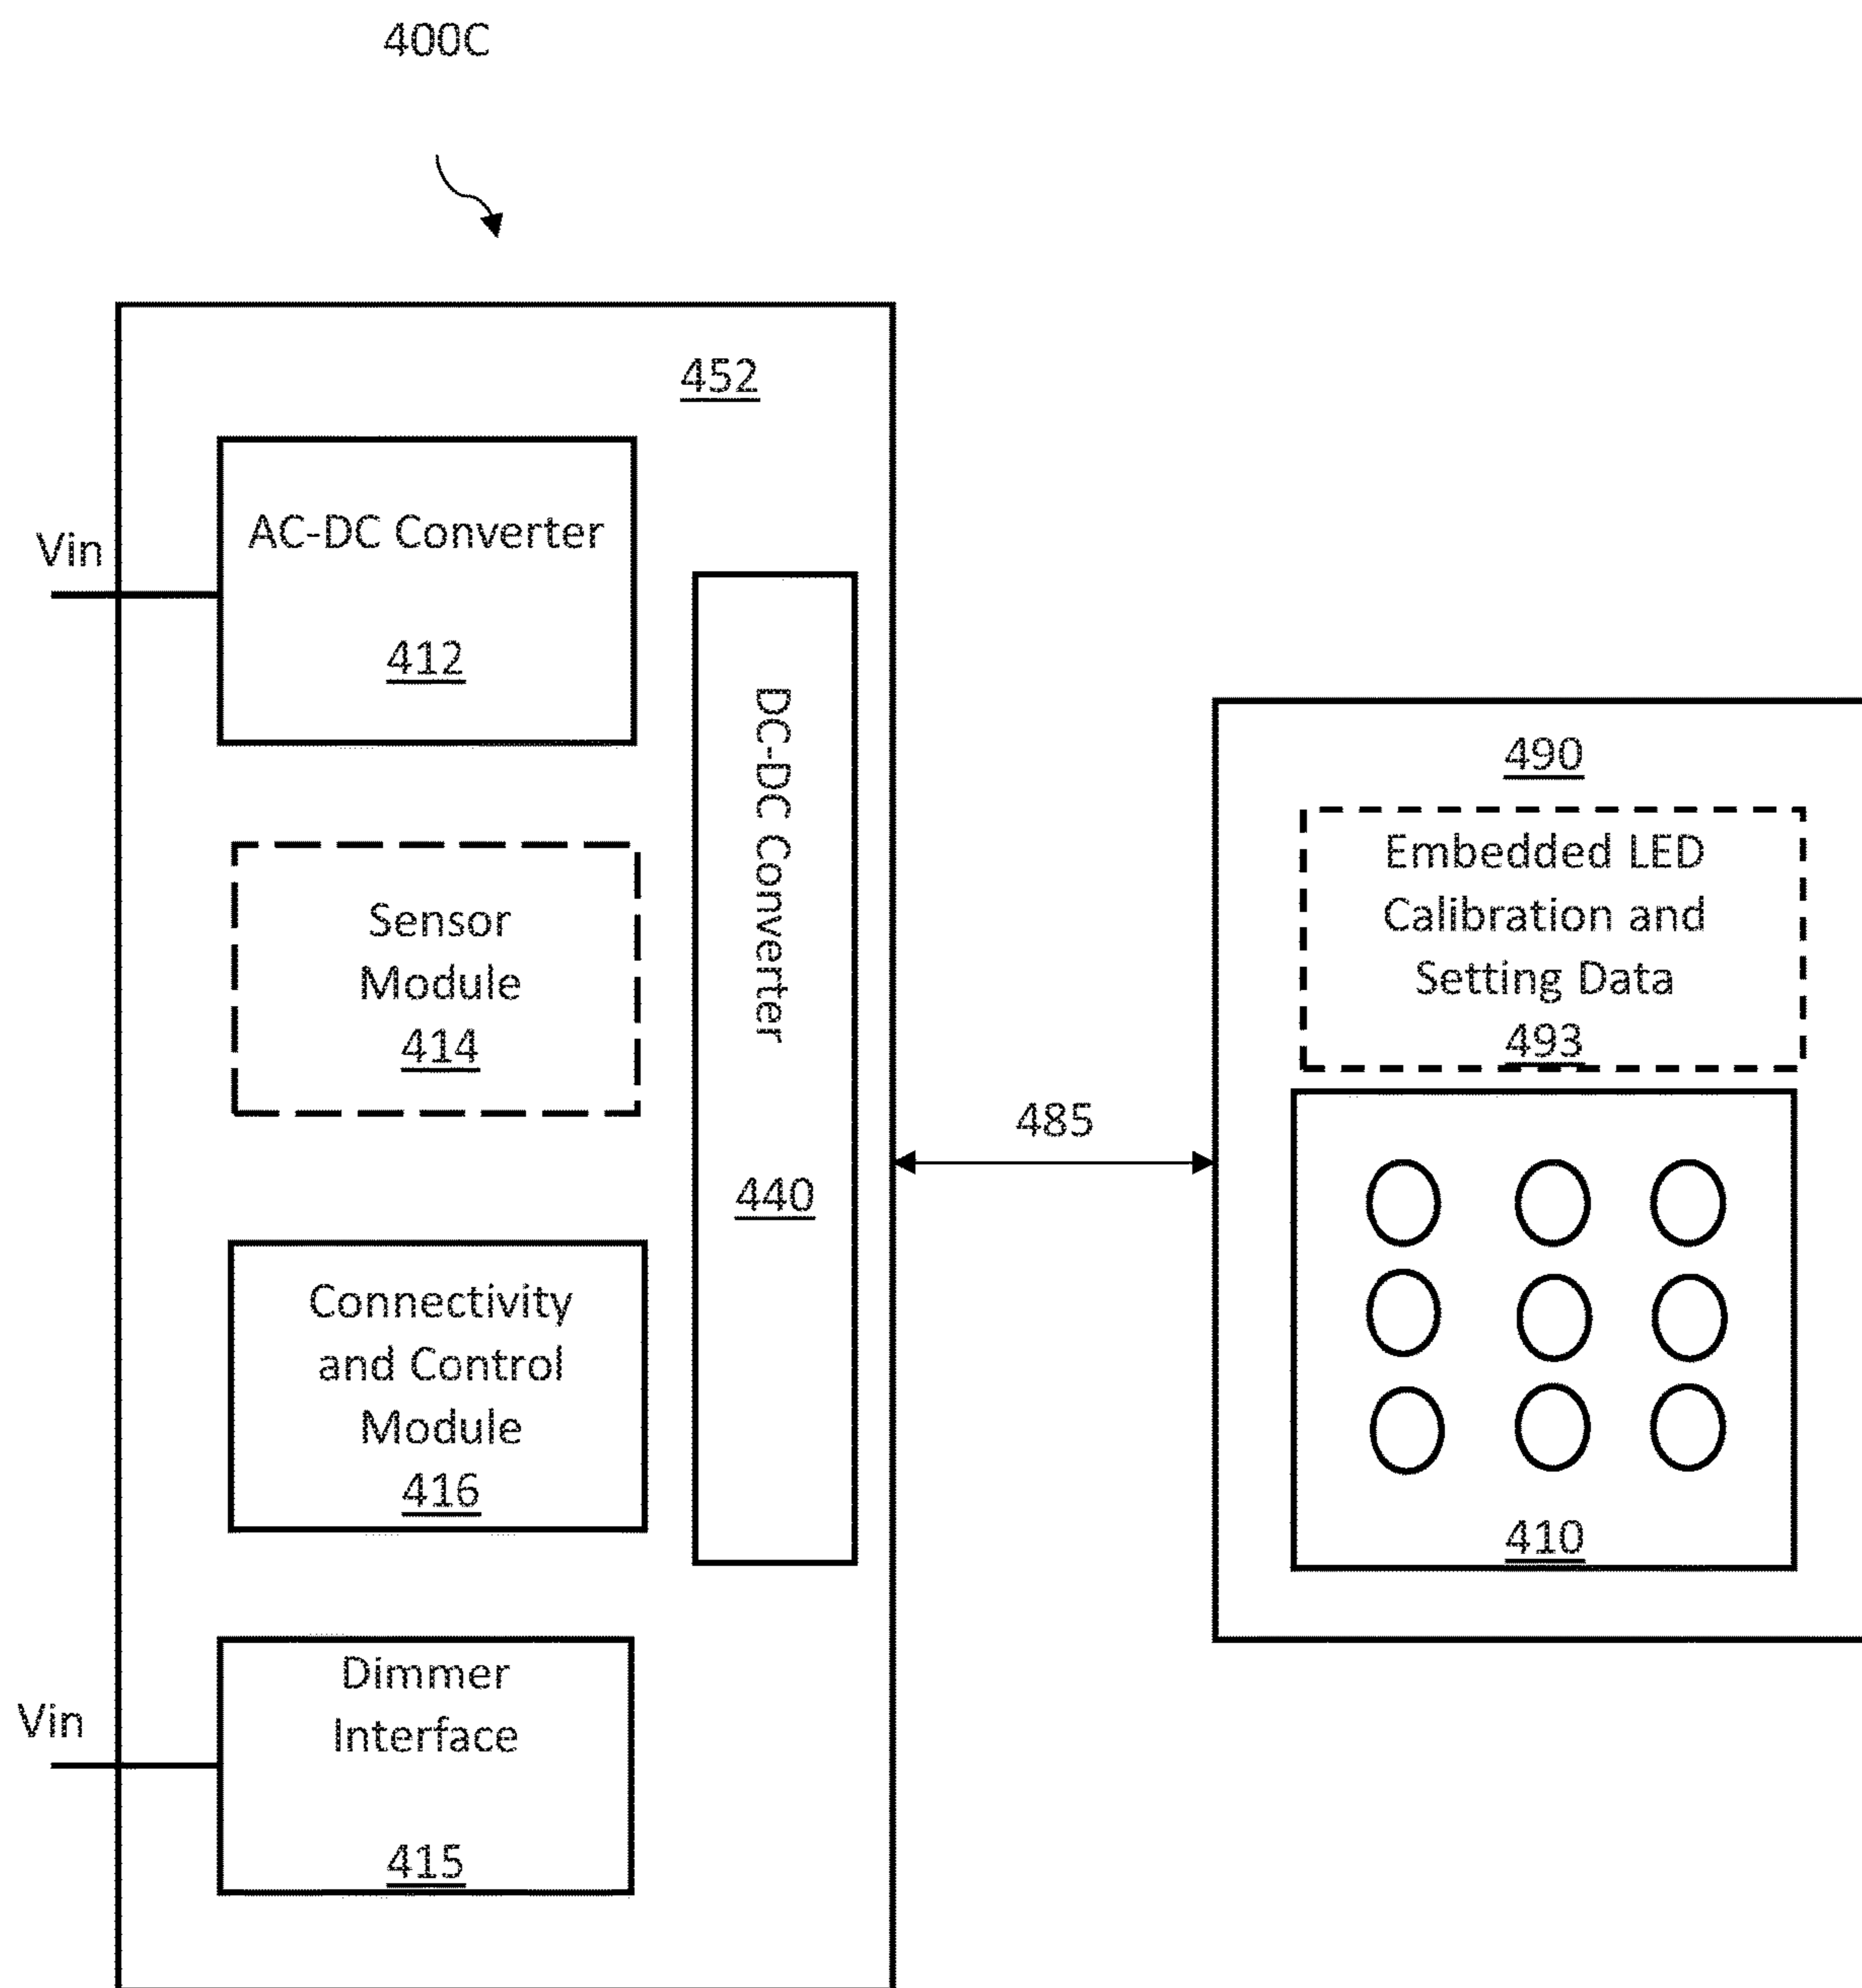 400C
452
AC-DC Converter
412
Vin
Sensor
Module
414
DC-DC Converter
440
Connectivity
and Control
Module
416
Dimmer
Interface
415
Vin
485
490
Embedded LED
Calibration and
Setting Data
493
410